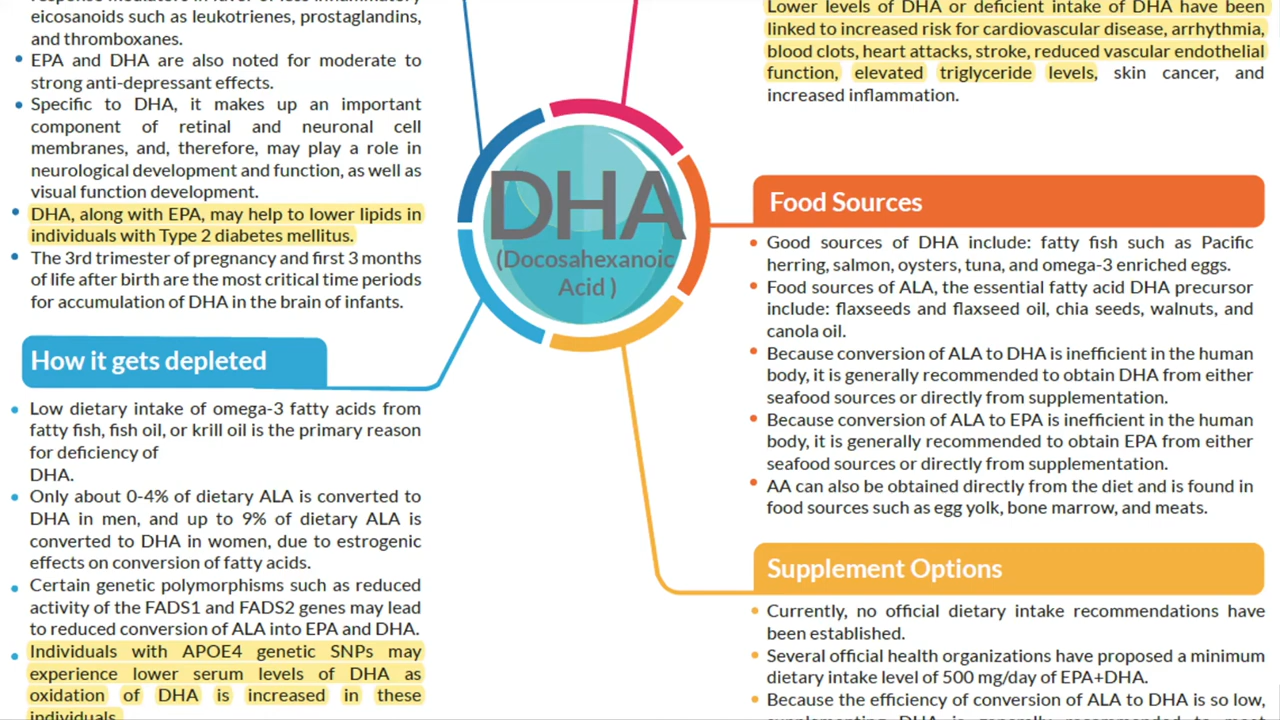 response mediators in favor of less inflammatory
eicosanoids such as leukotrienes, prostaglandins,
and thromboxanes.
EPA and DHA are also noted for moderate to
strong anti-depressant effects.
Specific to DHA, it makes up an important
component of retinal and neuronal cell
membranes, and, therefore, may play a role in
neurological development and function, as well as
visual function development.
DHA, along with EPA, may help to lower lipids in
individuals with Type 2 diabetes mellitus.
The 3rd trimester of pregnancy and first 3 months
of life after birth are the most critical time periods
for accumulation of DHA in the brain of infants.
How it gets depleted
Low dietary intake of omega-3 fatty acids from
fatty fish, fish oil, or krill oil is the primary reason
for deficiency of
DHA.
Only about 0-4% of dietary ALA is converted to
DHA in men, and up to 9% of dietary ALA is
converted to DHA in women, due to estrogenic
effects on conversion of fatty acids.
Certain genetic polymorphisms such as reduced
activity of the FADS1 and FADS2 genes may lead
to reduced conversion of ALA into EPA and DHA.
Individuals with APOE4 genetic SNPs may
experience lower serum levels of DHA as
oxidation of DHA is increased in these
individuals.
DHA
(Docosahexanoic
Acid )
Lower levels of DHA or deficient intake of DHA have been
linked to increased risk for cardiovascular disease, arrhythmia,
blood clots, heart attacks, stroke, reduced vascular endothelial
function, elevated triglyceride levels, skin cancer, and
increased inflammation.
Food Sources
Good sources of DHA include: fatty fish such as Pacific
herring, salmon, oysters, tuna, and omega-3 enriched eggs.
Food sources of ALA, the essential fatty acid DHA precursor
include: flaxseeds and flaxseed oil, chia seeds, walnuts, and
canola oil.
Because conversion of ALA to DHA is inefficient in the human
body, it is generally recommended to obtain DHA from either
seafood sources or directly from supplementation.
Because conversion of ALA to EPA is inefficient in the human
body, it is generally recommended to obtain EPA from either
seafood sources or directly from supplementation.
AA can also be obtained directly from the diet and is found in
food sources such as egg yolk, bone marrow, and meats.
Supplement Options
Currently, no official dietary intake recommendations have
been established.
Several official health organizations have proposed a minimum
dietary intake level of 500 mg/day of EPA+DHA.
Because the efficiency of conversion of ALA to DHA is so low,
supplementing DHA is generally recommended to meet